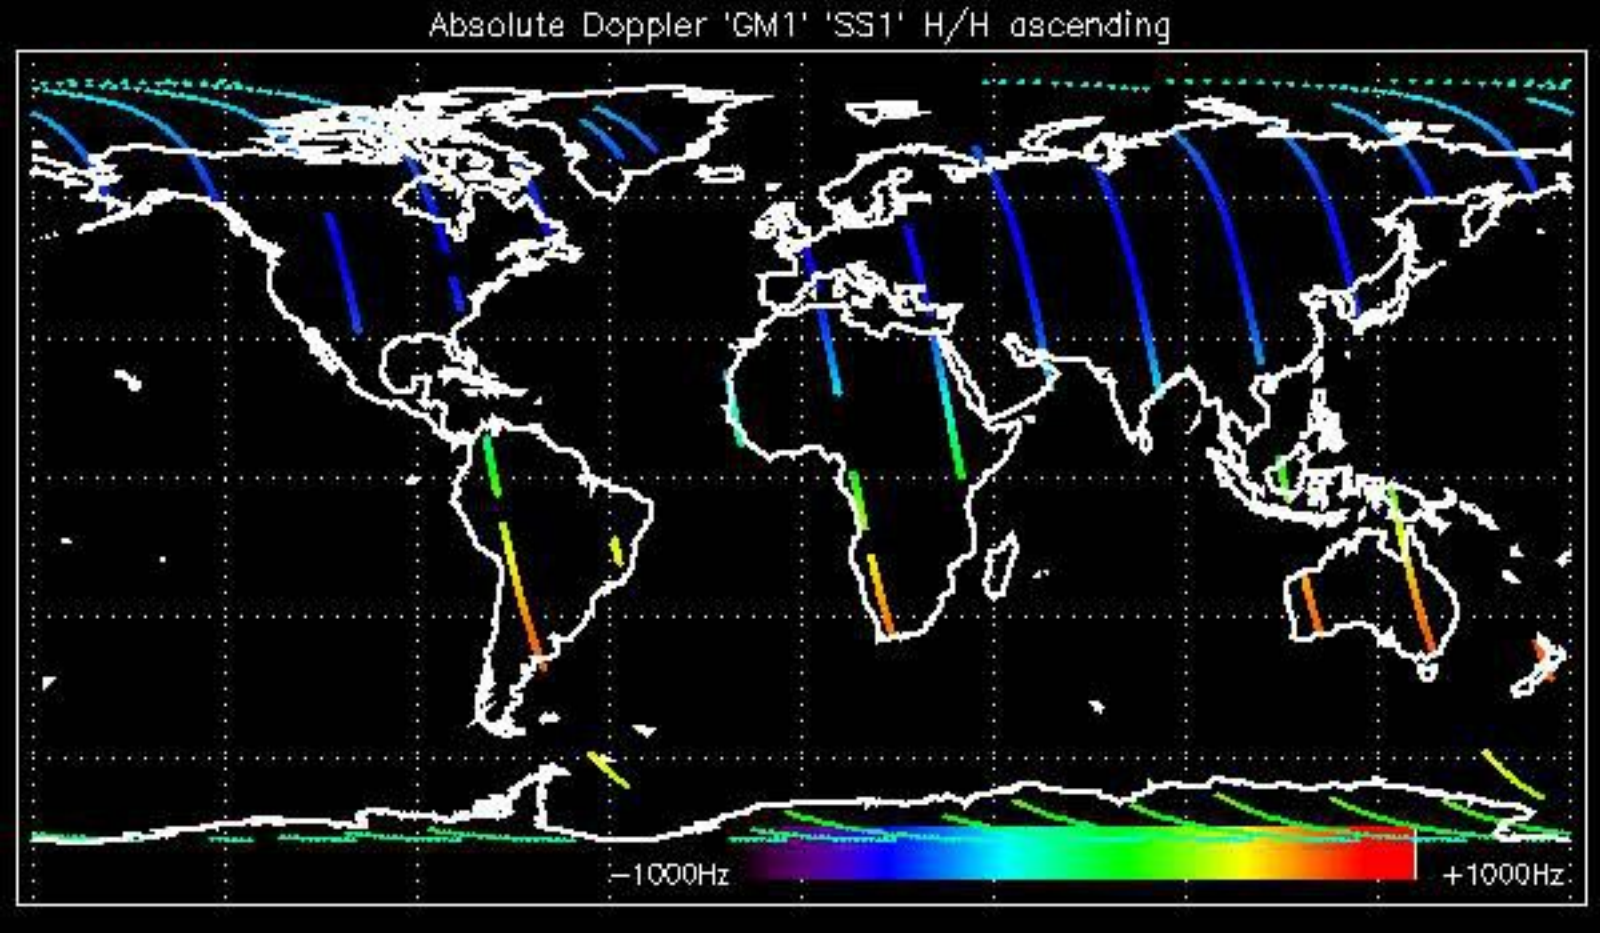 Absolute Doppler 'GM1' 'SS1' H/H ascending
−1000Hz +1000Hz